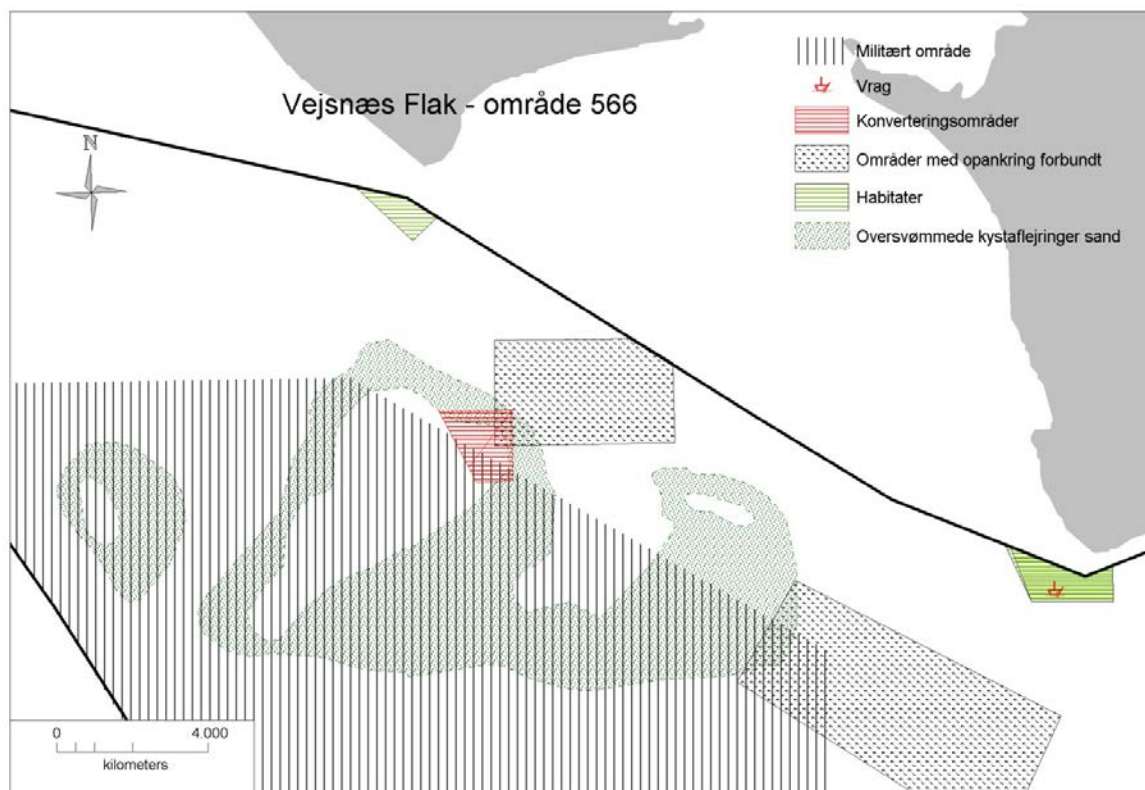 Vejsnæs Flak - område 566
N
Militært område
Vrag
Konverteringsområder
Områder med opankring forbundt
Habitater
Oversvømmede kystaflejringer sand
0 4.000
kilometers